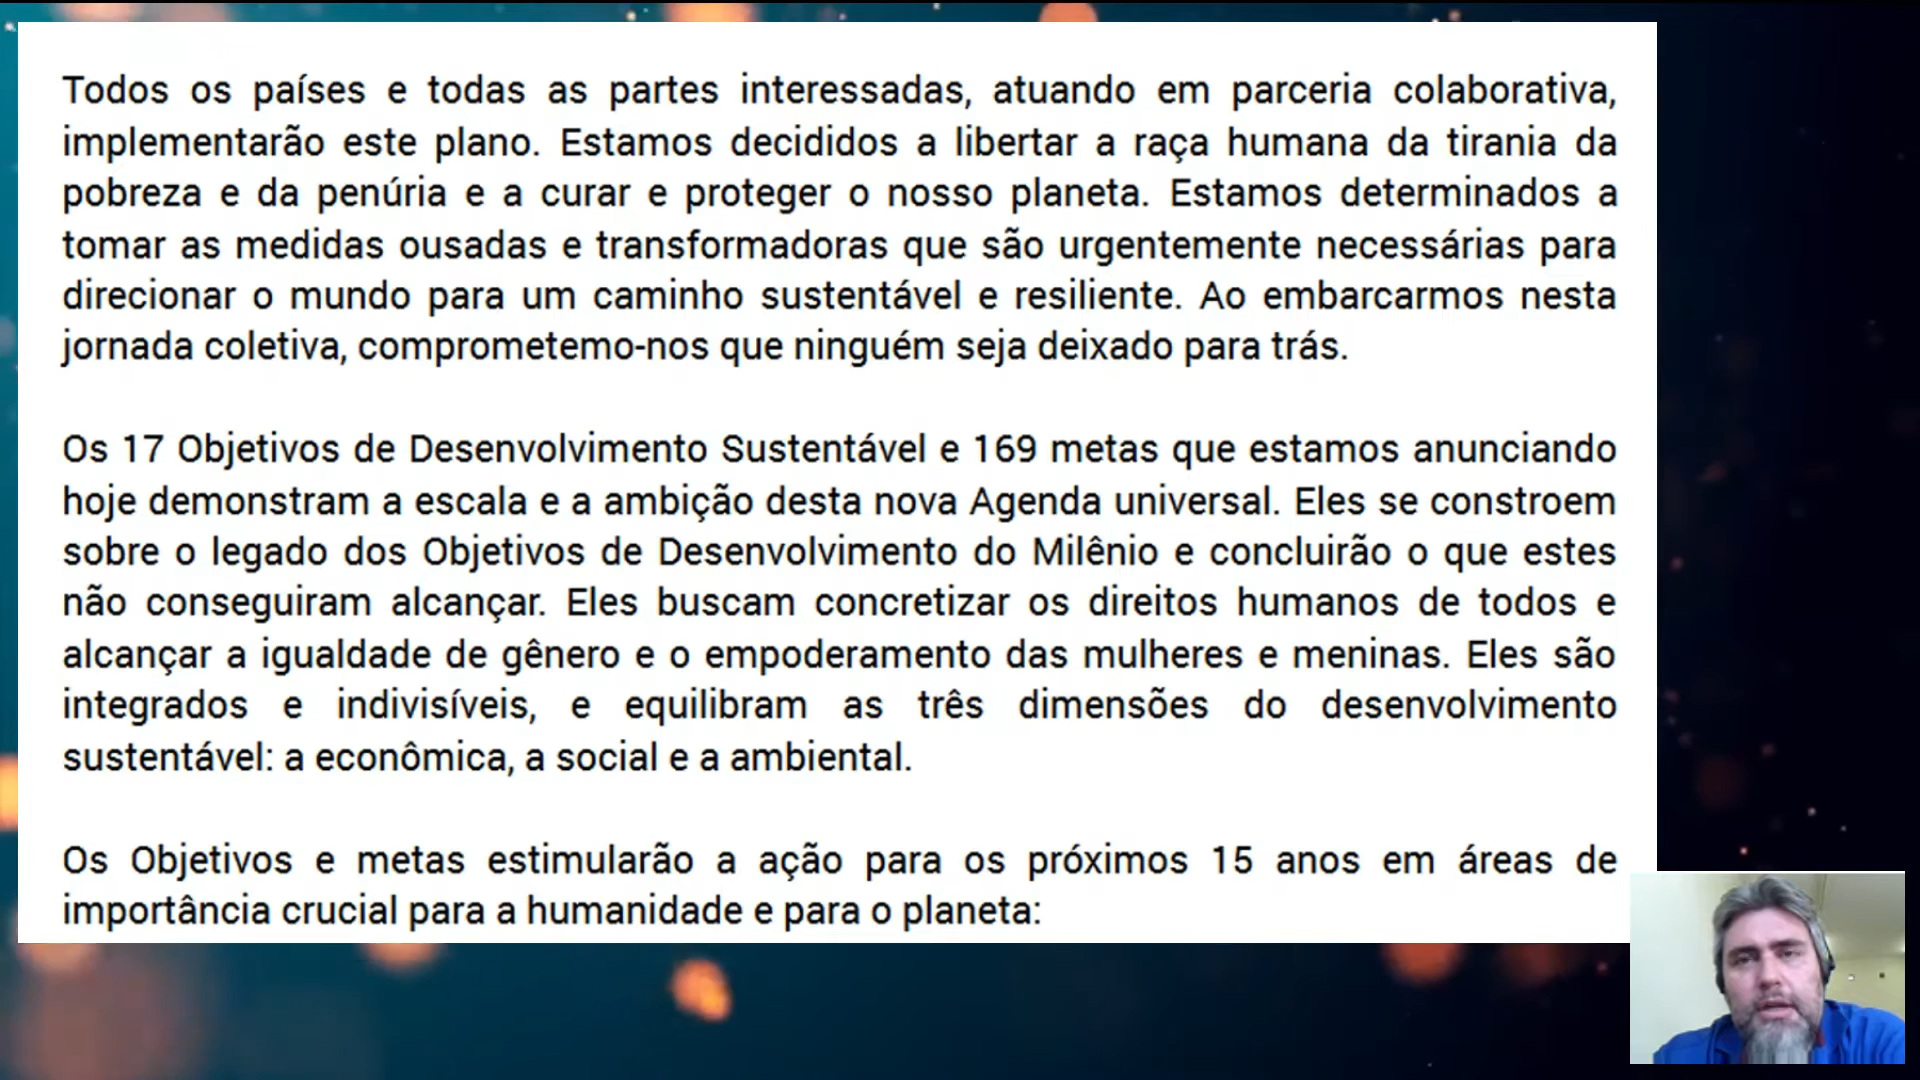 Todos os países e todas as partes interessadas, atuando em parceria colaborativa,
implementarão este plano. Estamos decididos a libertar a raça humana da tirania da
pobreza e da penúria e a curar e proteger o nosso planeta. Estamos determinados a
tomar as medidas ousadas e transformadoras que são urgentemente necessárias para
direcionar o mundo para um caminho sustentável e resiliente. Ao embarcarmos nesta
jornada coletiva, comprometemo-nos que ninguém seja deixado para trás.
Os 17 Objetivos de Desenvolvimento Sustentável e 169 metas que estamos anunciando
hoje demonstram a escala e a ambição desta nova Agenda universal. Eles se constroem
sobre o legado dos Objetivos de Desenvolvimento do Milênio e concluirão o que estes
não conseguiram alcançar. Eles buscam concretizar os direitos humanos de todos e
alcançar a igualdade de gênero e o empoderamento das mulheres e meninas. Eles são
integrados e indivisíveis, e equilibram as três dimensões do desenvolvimento
sustentável: a econômica, a social e a ambiental.
Os Objetivos e metas estimularão a ação para os próximos 15 anos em áreas de
importância crucial para a humanidade e para o planeta: